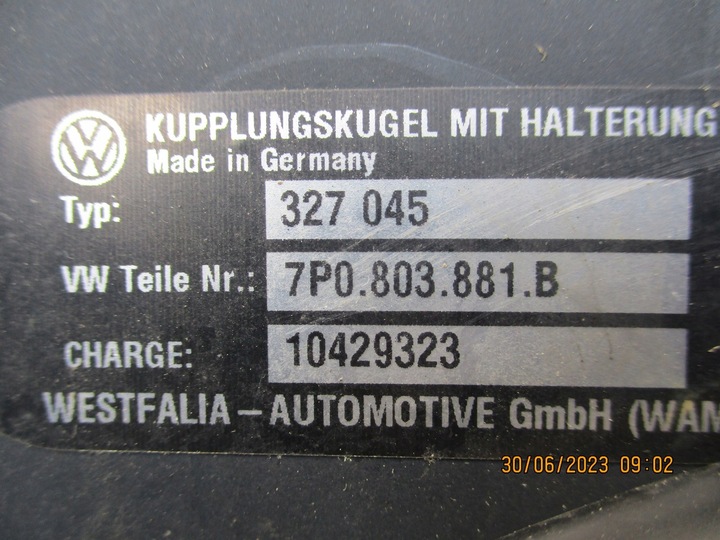 KUPPLUNGSKUGEL MIT HALTERUNG
Made in Germany
Typ: 327 045
VW Teile Nr.: 7P0.803.881.B
CHARGE: 10429323
WESTFALIA – AUTOMOTIVE GmbH (WAM
30/06/2023 09:02